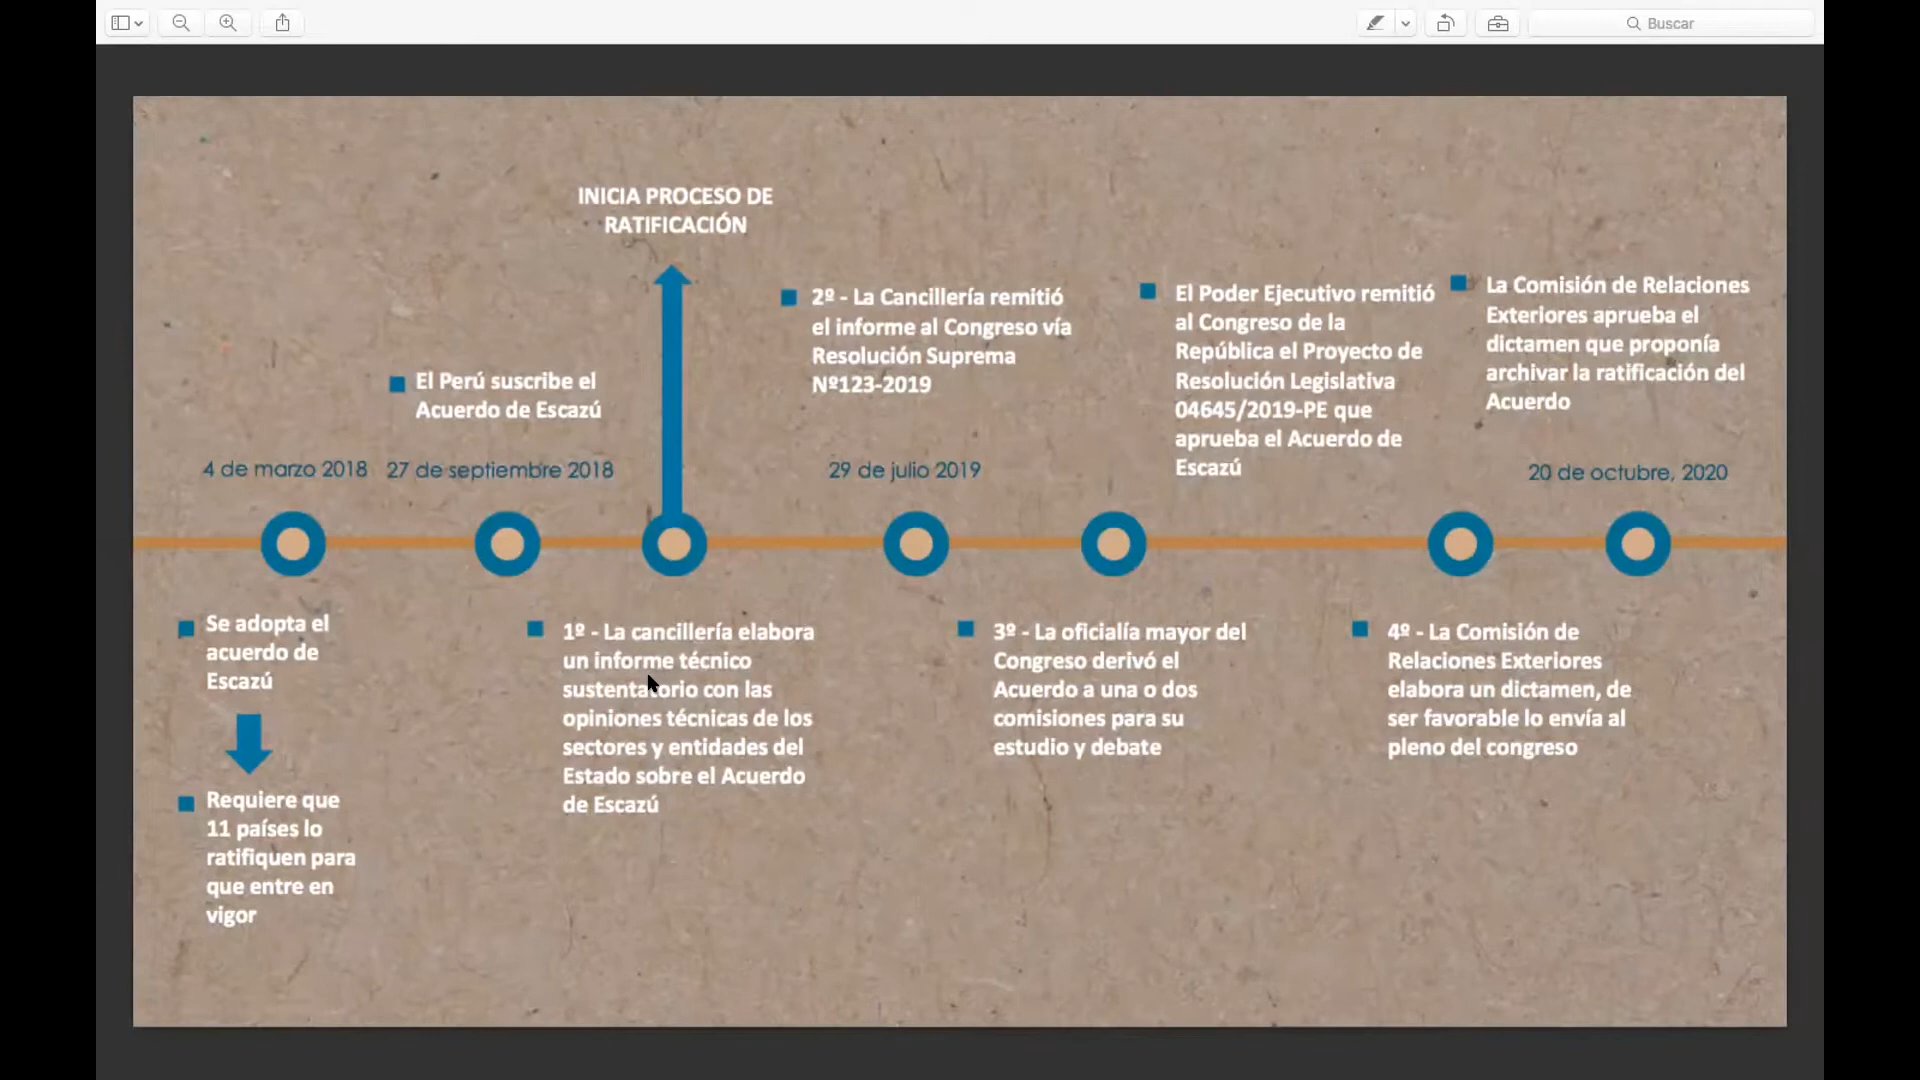 Buscar
INICIA PROCESO DE
RATIFICACIÓN
El Perú suscribe el
Acuerdo de Escazú
2º - La Cancillería remitió
el informe al Congreso vía
Resolución Suprema
Nº123-2019
El Poder Ejecutivo remitió
al Congreso de la
República el Proyecto de
Resolución Legislativa
04645/2019-PE que
aprueba el Acuerdo de
Escazú
La Comisión de Relaciones
Exteriores aprueba el
dictamen que proponía
archivar la ratificación del
Acuerdo
4 de marzo 2018
27 de septiembre 2018
29 de julio 2019
20 de octubre, 2020
Se adopta el
acuerdo de
Escazú
Requiere que
11 países lo
ratifiquen para
que entre en
vigor
1º - La cancillería elabora
un informe técnico
sustentatorio con las
opiniones técnicas de los
sectores y entidades del
Estado sobre el Acuerdo
de Escazú
3º - La oficialía mayor del
Congreso derivó el
Acuerdo a una o dos
comisiones para su
estudio y debate
4º - La Comisión de
Relaciones Exteriores
elabora un dictamen, de
ser favorable lo envía al
pleno del congreso